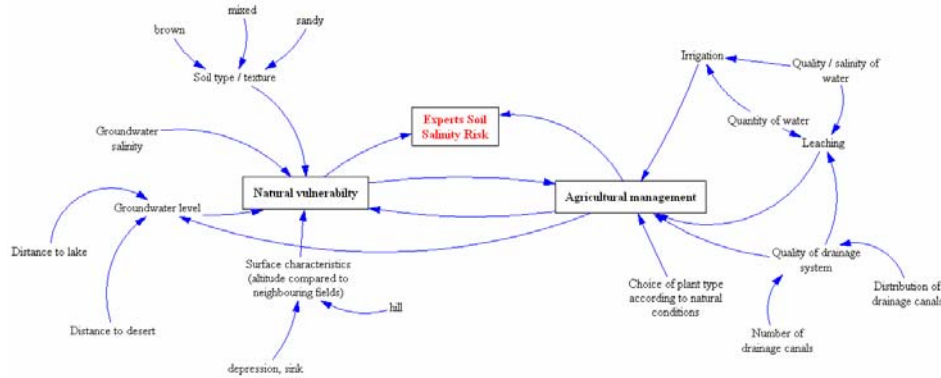 mixed
brown
sandy
Soil type / texture
Irrigation
Quality / salinity of
water
Experts Soil
Salinity Risk
Quantity of water
Groundwater
salinity
Leaching
Natural vulnerabilty
Agricultural management
Groundwater level
Distance to lake
Surface characteristics
(altitude compared to
neighbouring fields)
Quality of drainage
system
Choice of plant type
according to natural
conditions
Distribution of
drainage canals
hill
Distance to desert
Number of
drainage canals
depression, sink